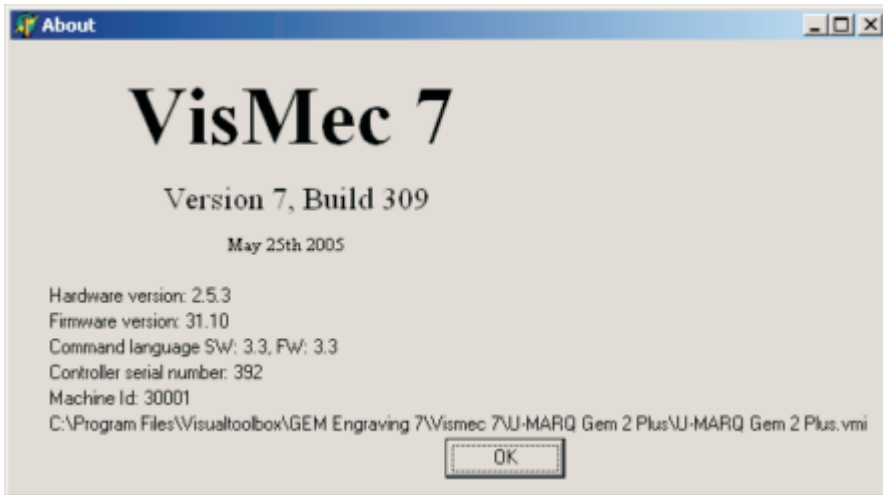 About
VisMec 7
Version 7, Build 309
May 25th 2005
Hardware version: 2.5.3
Firmware version: 31.10
Command language SW: 3.3, FW: 3.3
Controller serial number: 392
Machine Id: 30001
C:\Program Files\Visualtoolbox\GEM Engraving 7\Vismec 7\U-MARQ Gem 2 Plus\U-MARQ Gem 2 Plus.vmi
OK